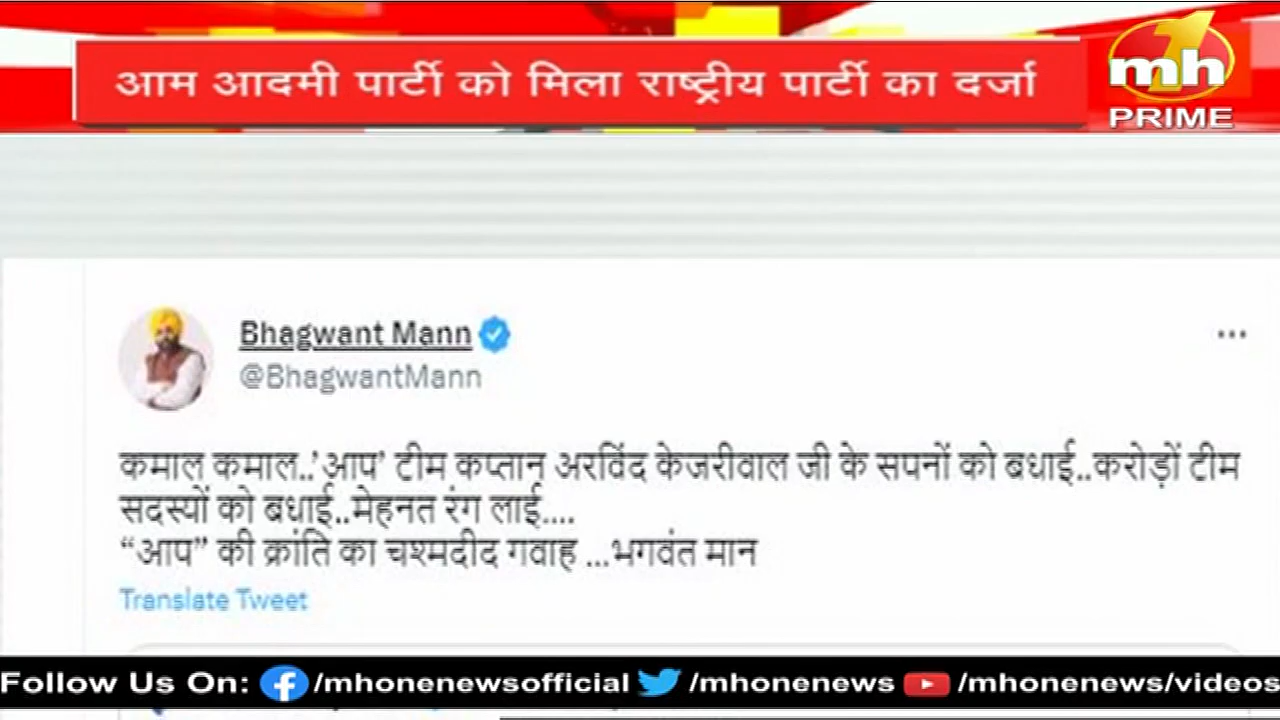 आम आदमी पार्टी को मिला राष्ट्रीय पार्टी का दर्जा
1
mh
PRIME
Bhagwant Mann
@BhagwantMann
कमाल कमाल..'आप' टीम कप्तान अरविंद केजरीवाल जी के सपनों को बधाई..करोड़ों टीम
सदस्यों को बधाई..मेहनत रंग लाई....
“आप” की क्रांति का चश्मदीद गवाह ...भगवंत मान
Translate Tweet
Follow Us On: /mhonenewsofficial /mhonenews /mhonenews/videos